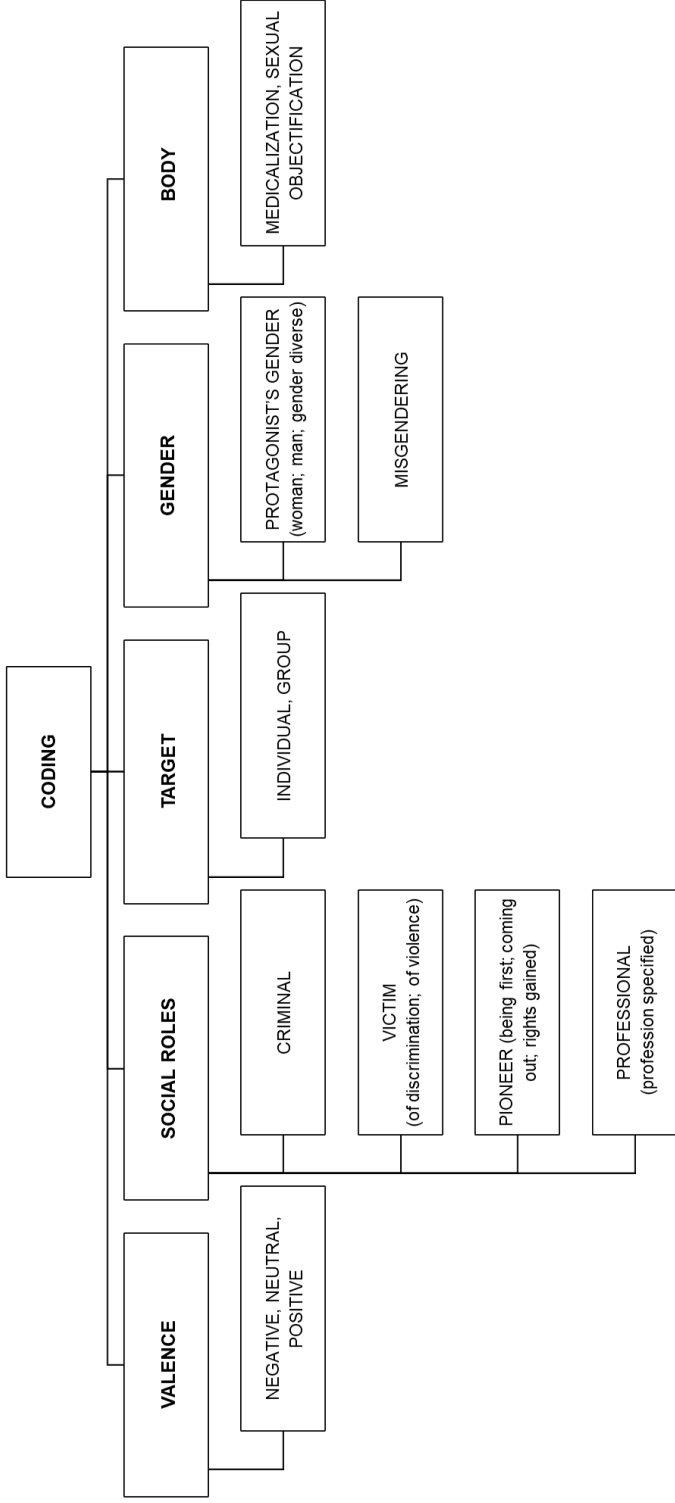 CODING
VALENCE
NEGATIVE, NEUTRAL,
POSITIVE
SOCIAL ROLES
CRIMINAL
VICTIM
(of discrimination; of violence)
PIONEER (being first; coming
out; rights gained)
PROFESSIONAL
(profession specified)
TARGET
INDIVIDUAL, GROUP
GENDER
PROTAGONIST'S GENDER
(woman; man; gender diverse)
MISGENDERING
BODY
MEDICALIZATION, SEXUAL
OBJECTIFICATION